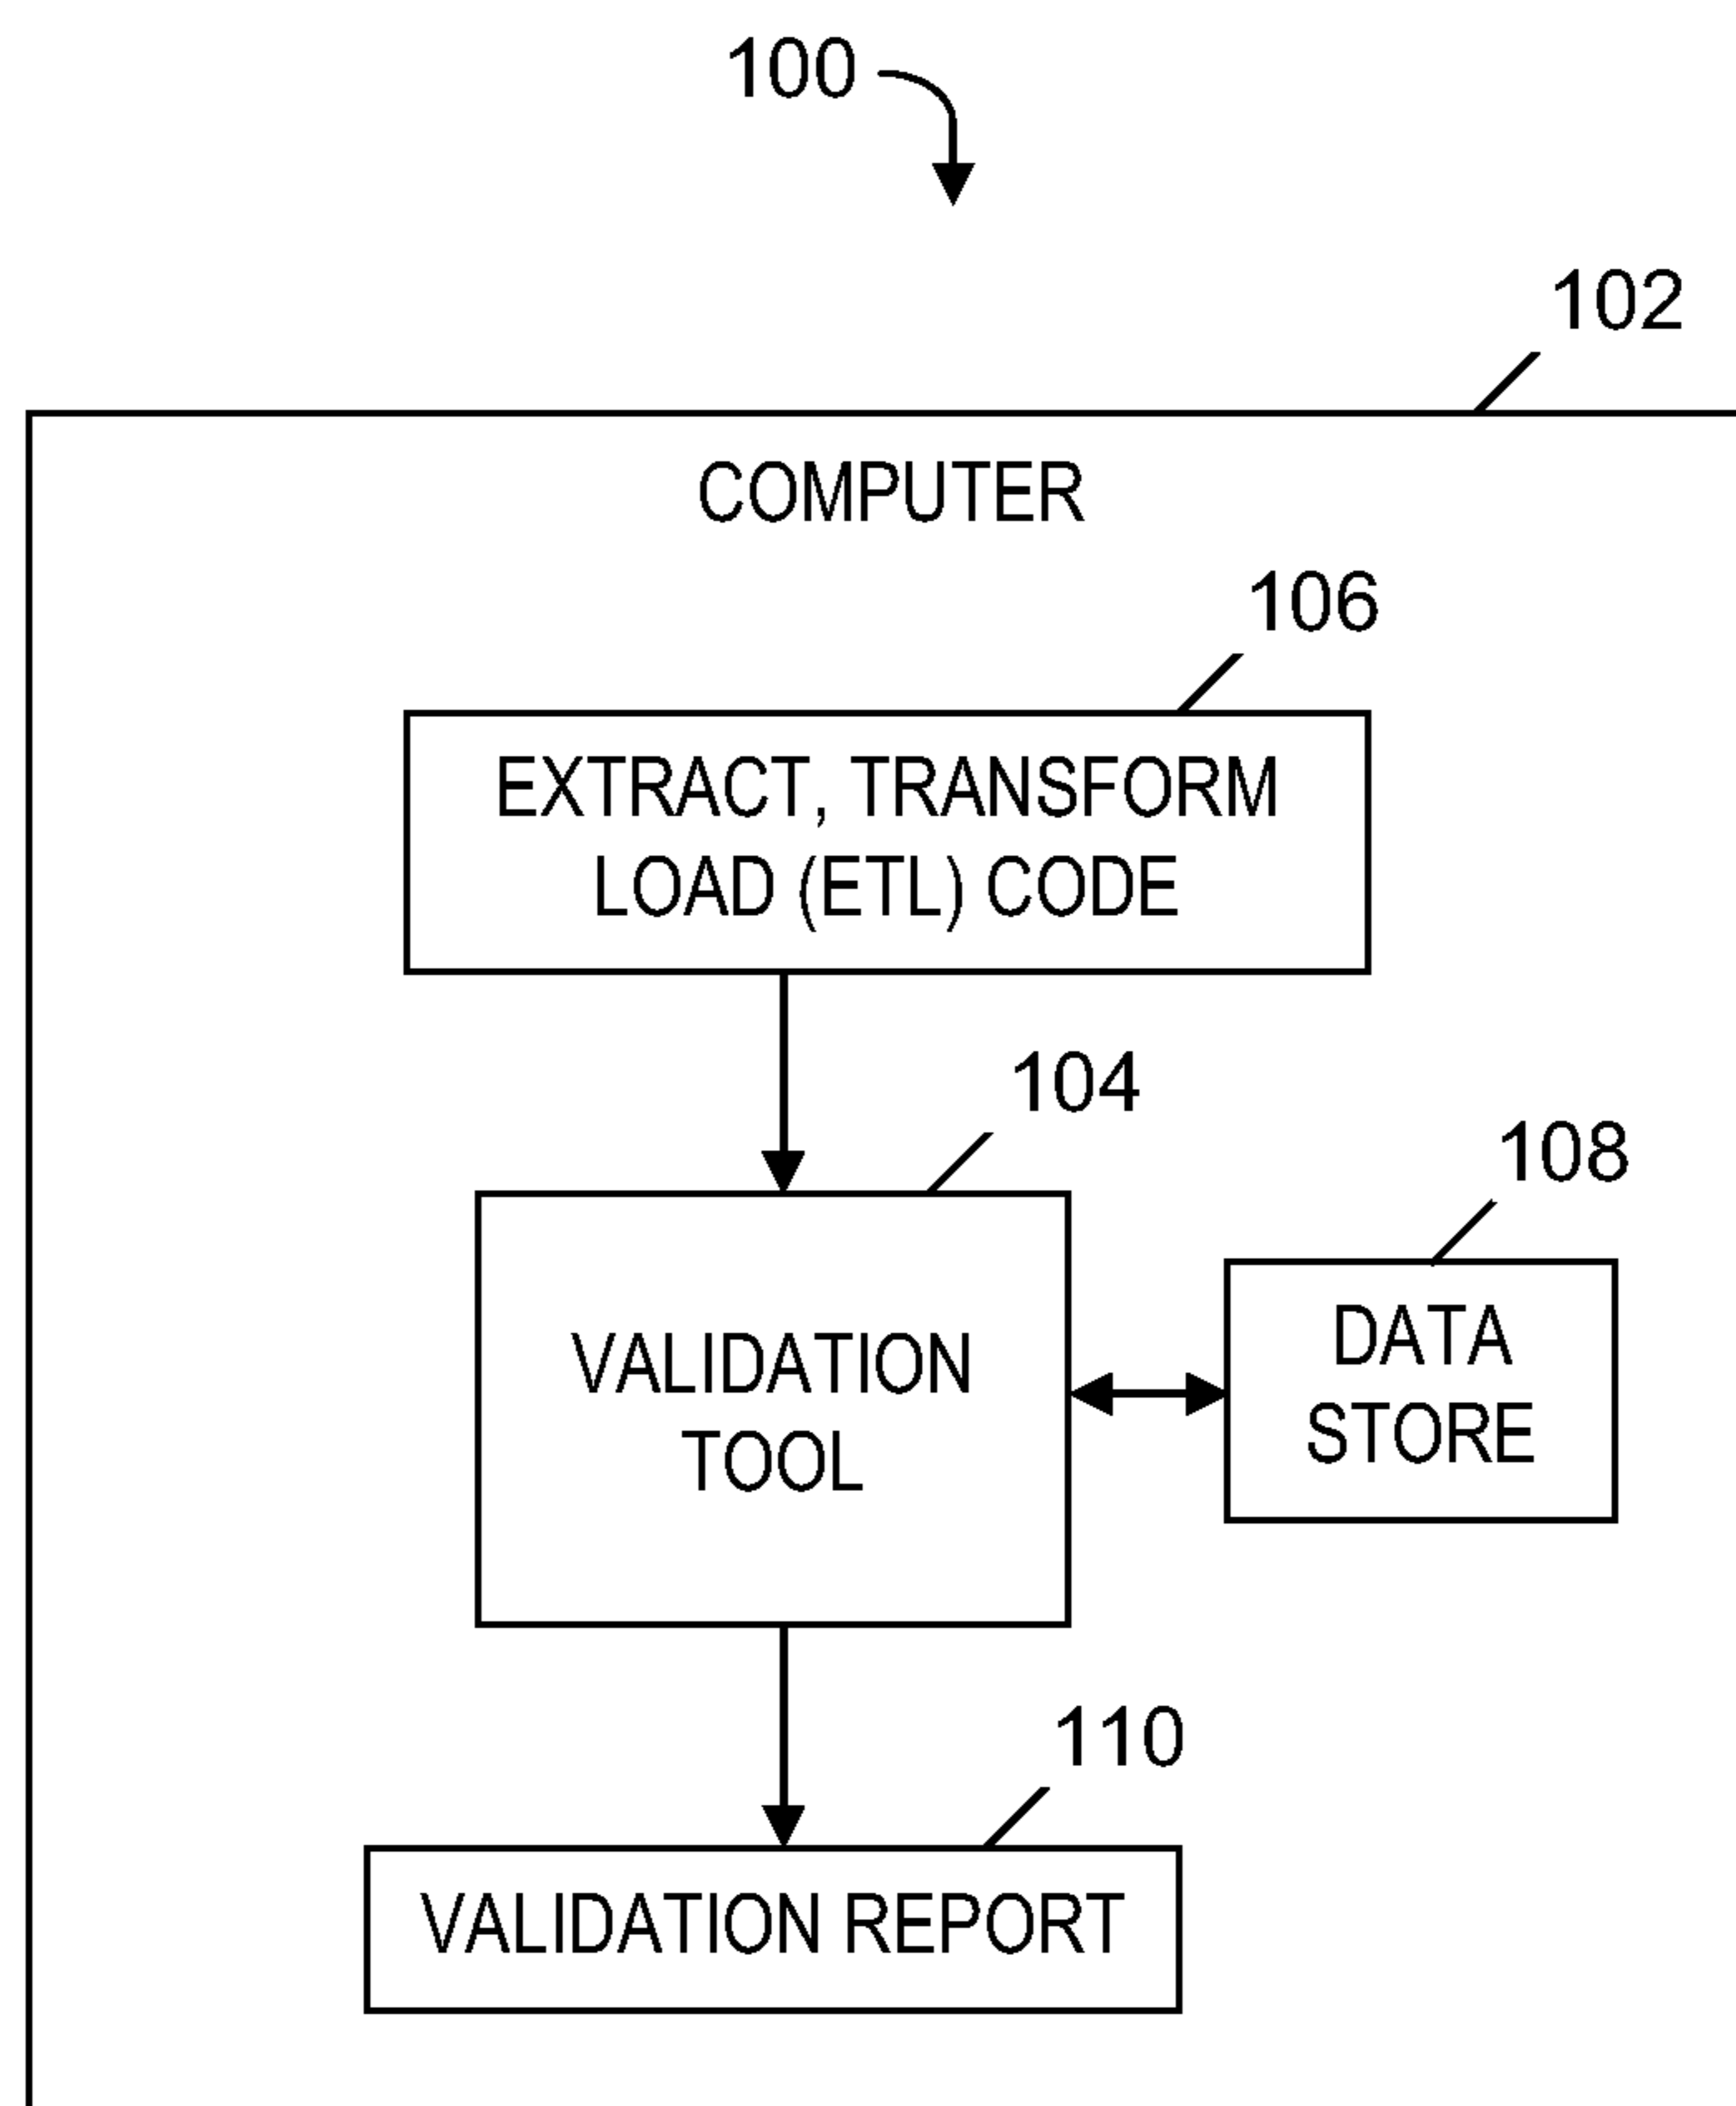 100
102
COMPUTER
106
EXTRACT, TRANSFORM
LOAD (ETL) CODE
104
108
VALIDATION
TOOL
DATA
STORE
110
VALIDATION REPORT